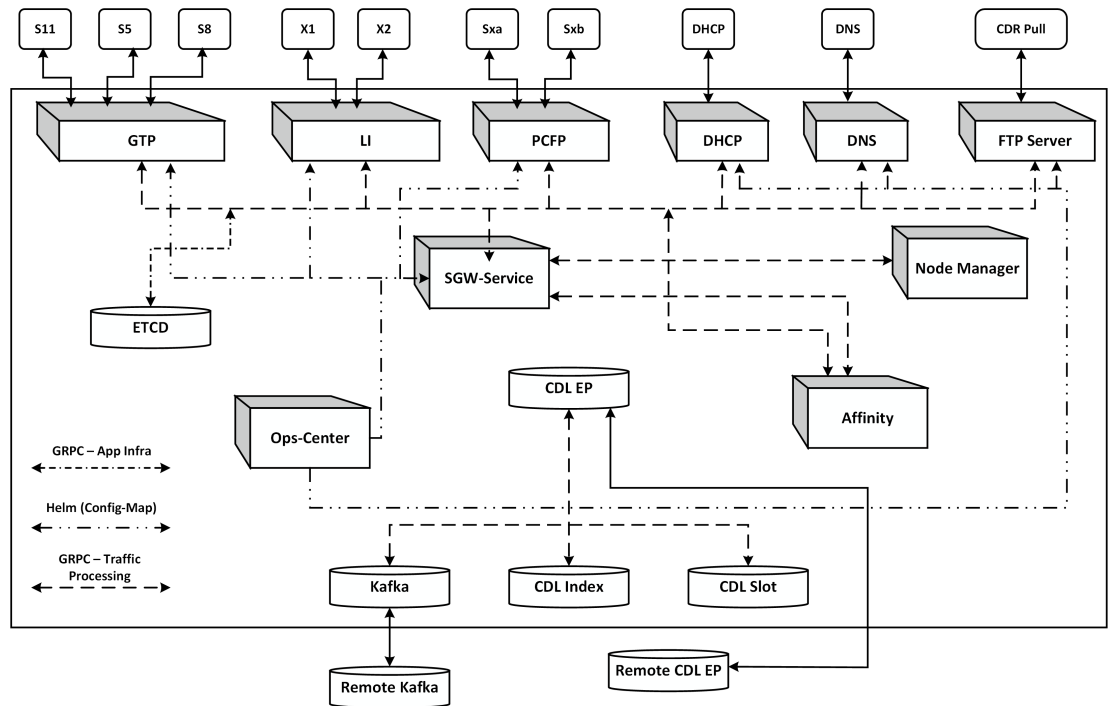 S11
S5
S8
X1
X2
Sxa
Sxb
DHCP
DNS
CDR Pull
GTP
LI
PCFP
DHCP
DNS
FTP Server
SGW-Service
Node Manager
ETCD
CDL EP
Ops-Center
Affinity
GRPC – App Infra
Helm (Config-Map)
GRPC – Traffic
Processing
Kafka
CDL Index
CDL Slot
Remote Kafka
Remote CDL EP